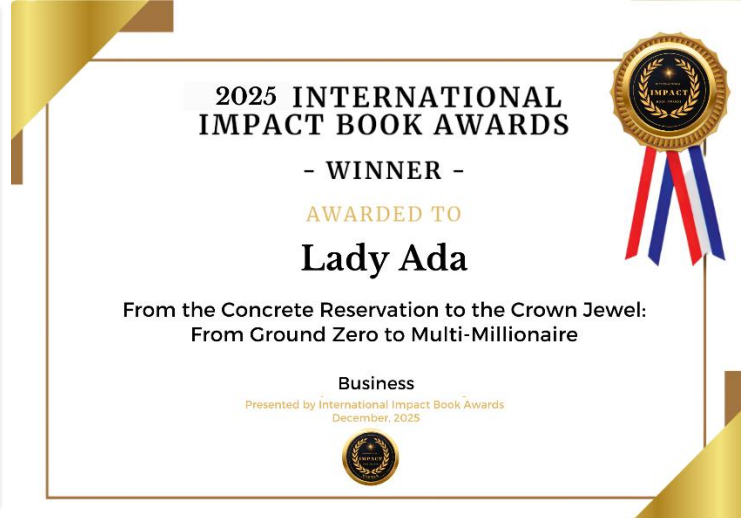 2025 INTERNATIONAL
IMPACT BOOK AWARDS
- WINNER -
AWARDED TO
Lady Ada
From the Concrete Reservation to the Crown Jewel:
From Ground Zero to Multi-Millionaire
Business
Presented by International Impact Book Awards
December, 2025
IMPACT
IMPACT